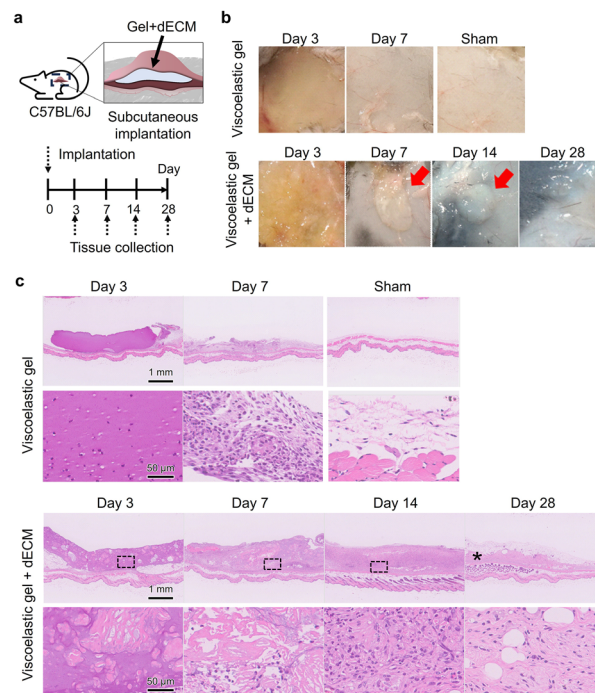 a
Gel+dECM
C57BL/6J
Subcutaneous
implantation
Implantation
Day
0 3 7 14 28
Tissue collection
b
Day 3 Day 7 Sham
Viscoelastic gel
Day 3 Day 7 Day 14 Day 28
Viscoelastic gel
+ dECM
c
Day 3 Day 7 Sham
Viscoelastic gel
1 mm
50 µm
Day 3 Day 7 Day 14 Day 28
Viscoelastic gel + dECM
*
1 mm
50 µm